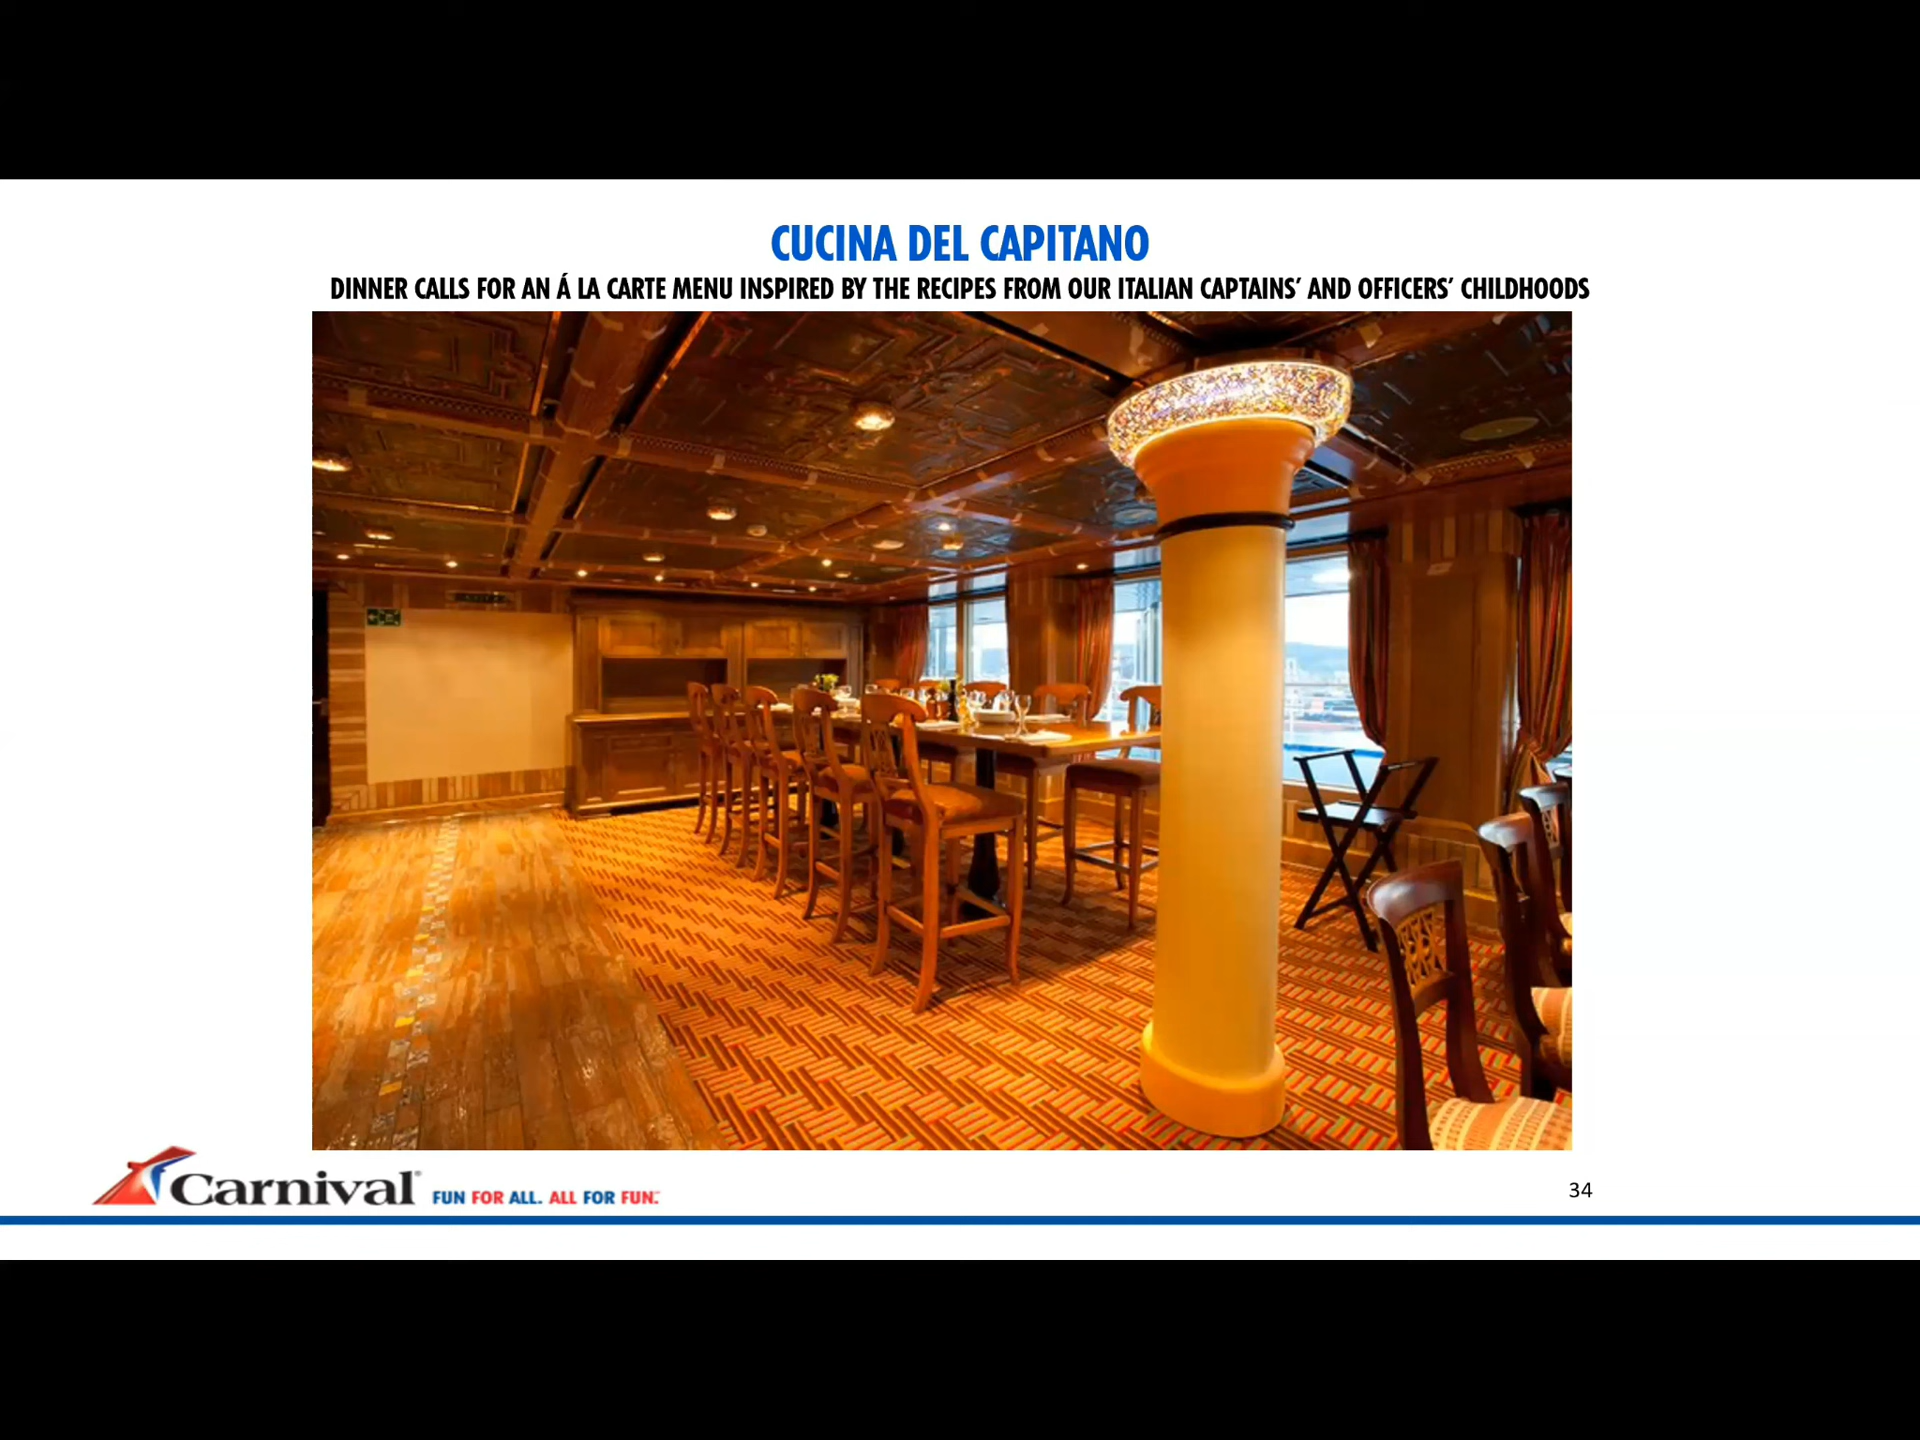 CUCINA DEL CAPITANO
DINNER CALLS FOR AN Á LA CARTE MENU INSPIRED BY THE RECIPES FROM OUR ITALIAN CAPTAINS’ AND OFFICERS’ CHILDHOODS
Carnival® FUN FOR ALL. ALL FOR FUN.™
34